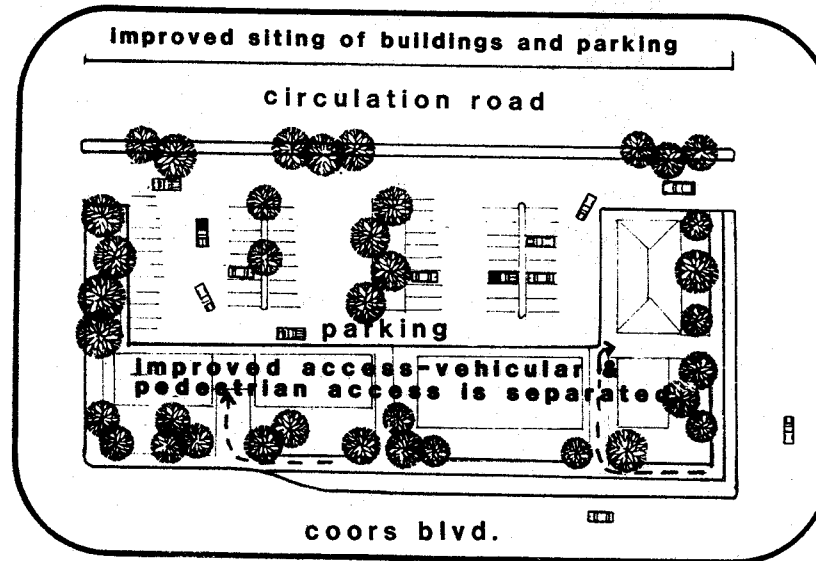 improved siting of buildings and parking
circulation road
parking
improved access-vehicular &
pedestrian access is separated
coors blvd.